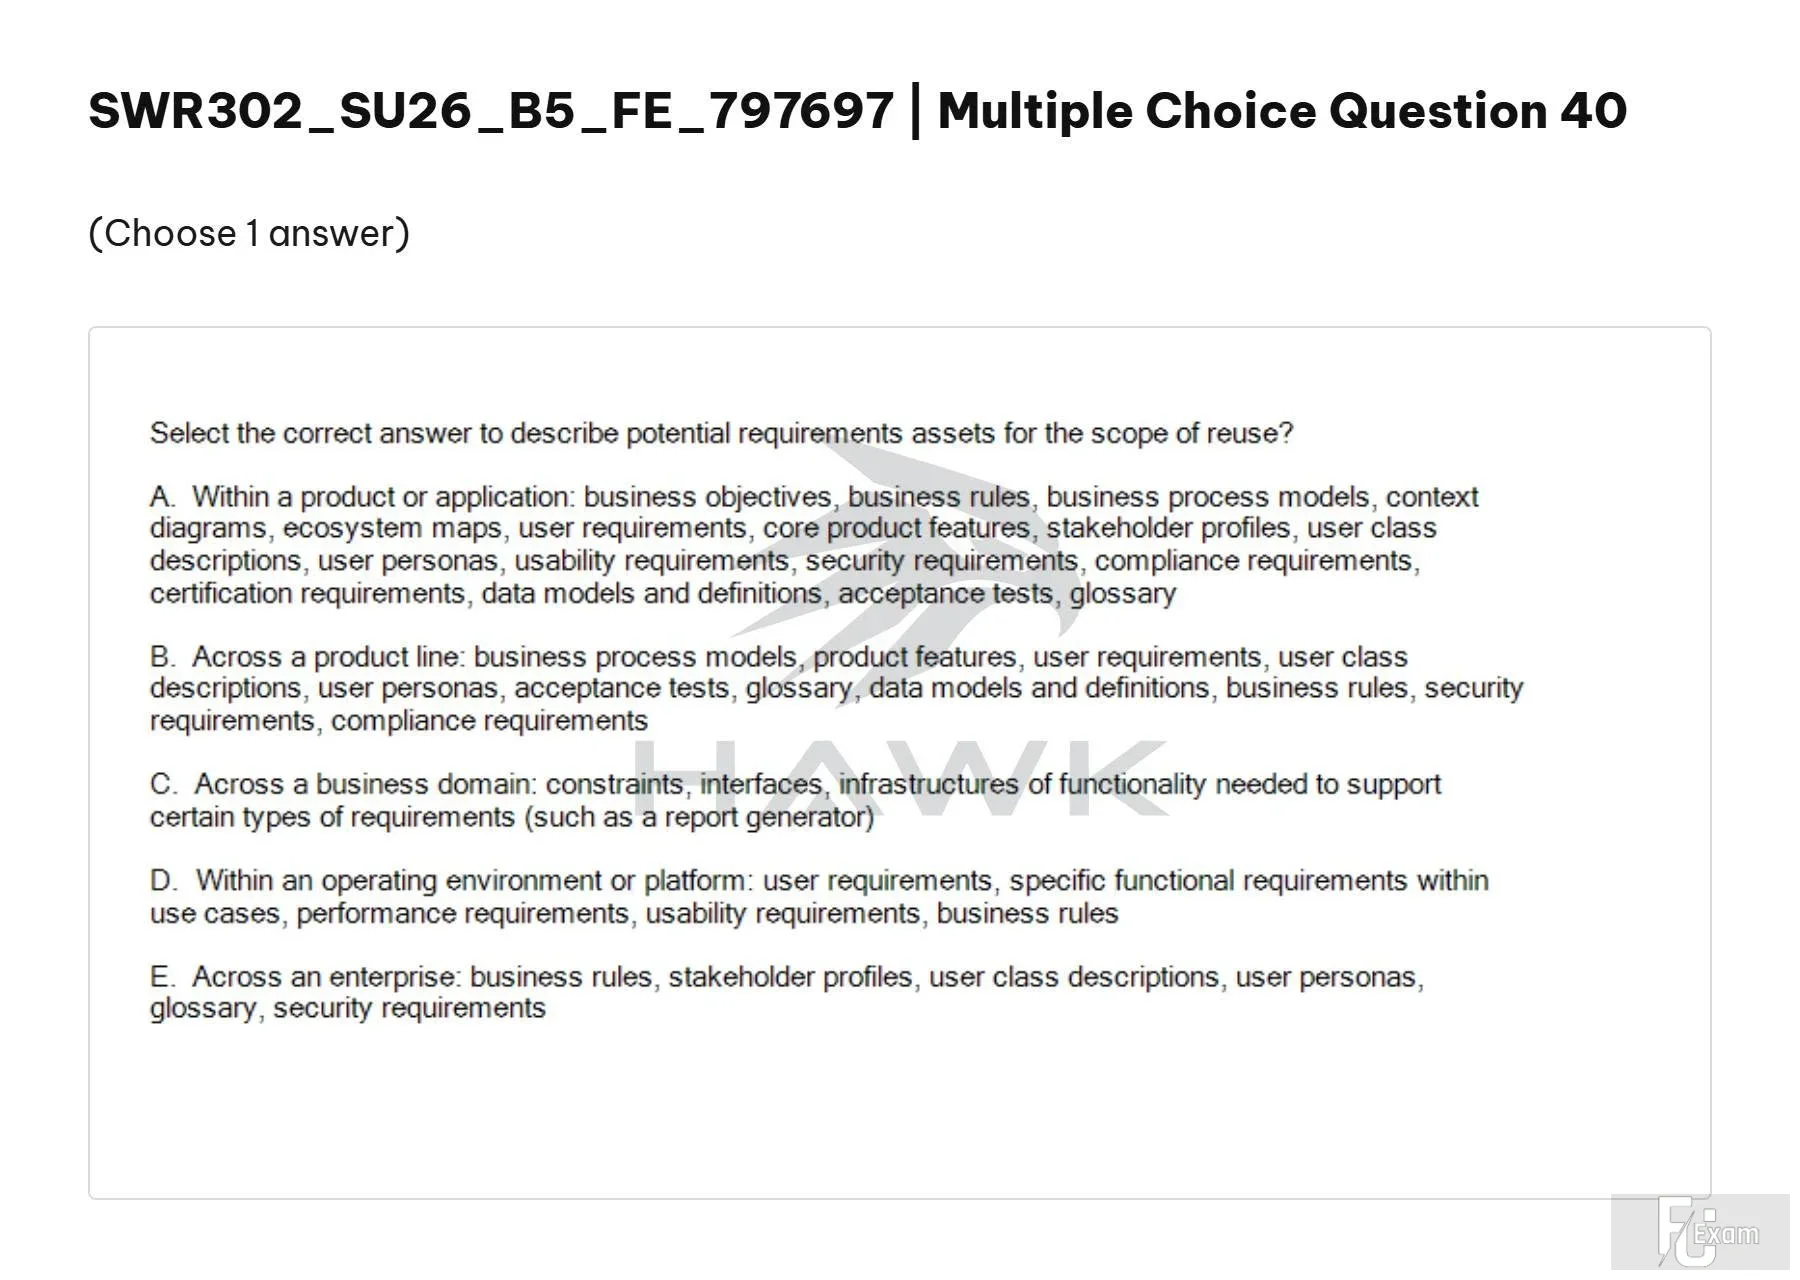 SWR302_SU26_B5_FE_797697 | Multiple Choice Question 40
(Choose 1 answer)
Select the correct answer to describe potential requirements assets for the scope of reuse?
A. Within a product or application: business objectives, business rules, business process models, context
diagrams, ecosystem maps, user requirements, core product features, stakeholder profiles, user class
descriptions, user personas, usability requirements, security requirements, compliance requirements,
certification requirements, data models and definitions, acceptance tests, glossary
B. Across a product line: business process models, product features, user requirements, user class
descriptions, user personas, acceptance tests, glossary, data models and definitions, business rules, security
requirements, compliance requirements
C. Across a business domain: constraints, interfaces, infrastructures of functionality needed to support
certain types of requirements (such as a report generator)
D. Within an operating environment or platform: user requirements, specific functional requirements within
use cases, performance requirements, usability requirements, business rules
E. Across an enterprise: business rules, stakeholder profiles, user class descriptions, user personas,
glossary, security requirements
HAWK
FU Exam